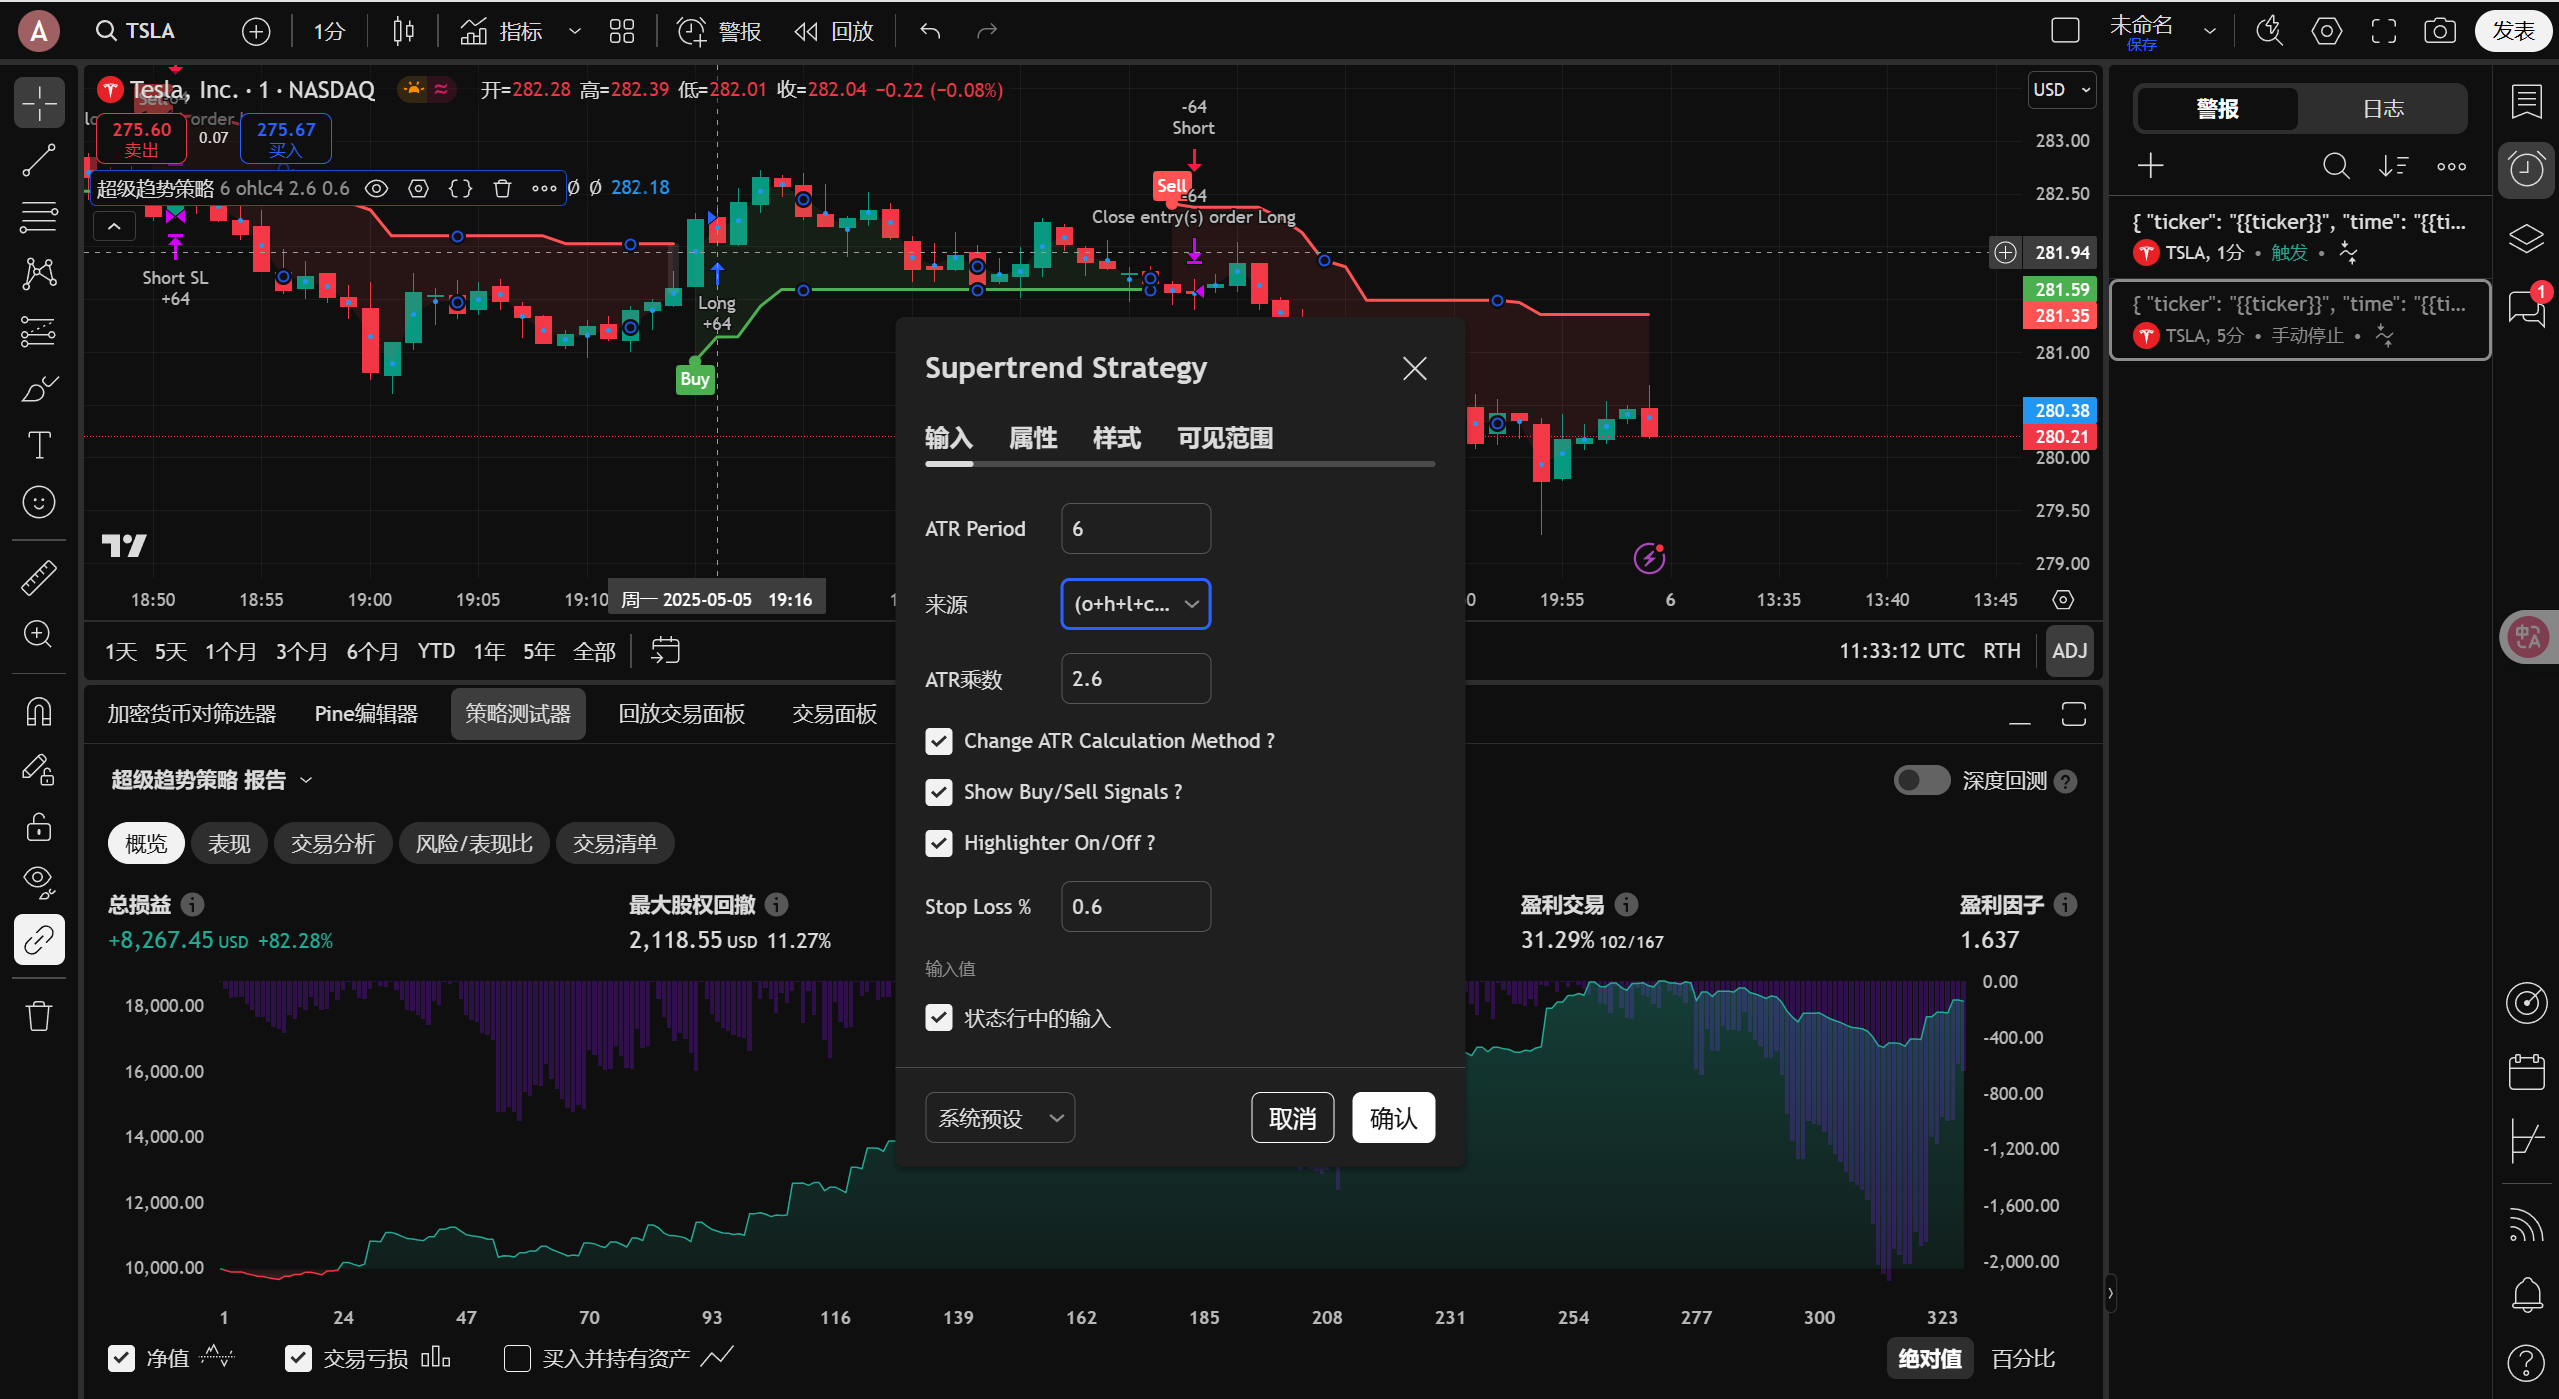 A
TSLA
1分
指标
警报
回放
未命名
保存
发表
Tesla, Inc. · 1 · NASDAQ
开=282.28 高=282.39 低=282.01 收=282.04 −0.22 (−0.08%)
USD
275.60
卖出
0.07
275.67
买入
超级趋势策略 6 ohlc4 2.6 0.6
Ø Ø 282.18
Short SL
+64
Long
+64
Buy
-64
Short
Sell
-64
Close entry(s) order Long
283.00
282.50
281.94
281.59
281.35
281.00
280.38
280.21
280.00
279.50
279.00
18:50
18:55
19:00
19:05
19:10
周一 2025-05-05 19:16
19:55
6
13:35
13:40
13:45
1天
5天
1个月
3个月
6个月
YTD
1年
5年
全部
11:33:12 UTC
RTH
ADJ
加密货币对筛选器
Pine编辑器
策略测试器
回放交易面板
交易面板
超级趋势策略 报告
深度回测
概览
表现
交易分析
风险/表现比
交易清单
总损益
+8,267.45 USD +82.28%
最大股权回撤
2,118.55 USD 11.27%
盈利交易
31.29% 102/167
盈利因子
1.637
18,000.00
16,000.00
14,000.00
12,000.00
10,000.00
0.00
-400.00
-800.00
-1,200.00
-1,600.00
-2,000.00
1
24
47
70
93
116
139
162
185
208
231
254
277
300
323
净值
交易亏损
买入并持有资产
绝对值
百分比
Supertrend Strategy
输入
属性
样式
可见范围
ATR Period
6
来源
(o+h+l+c...
ATR乘数
2.6
Change ATR Calculation Method ?
Show Buy/Sell Signals ?
Highlighter On/Off ?
Stop Loss %
0.6
输入值
状态行中的输入
系统预设
取消
确认
警报
日志
{ "ticker": "{{ticker}}", "time": "{{ti...
TSLA, 1分 • 触发 •
{ "ticker": "{{ticker}}", "time": "{{ti...
TSLA, 5分 • 手动停止 •
1